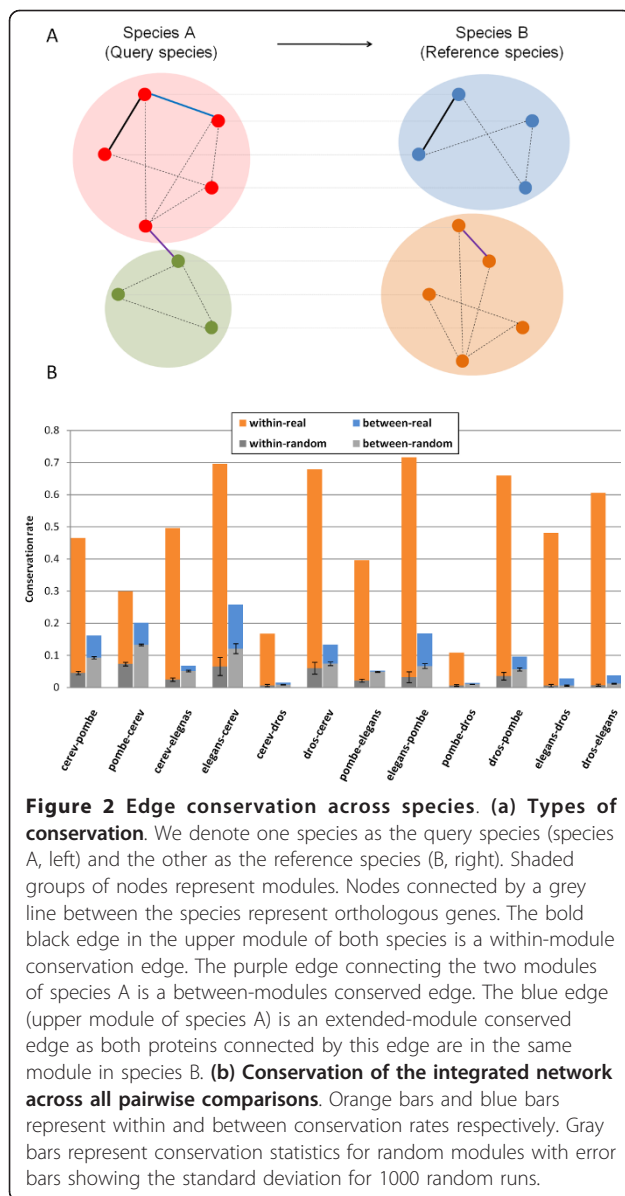 A
Species A
(Query species)
Species B
(Reference species)
B
within-real
between-real
within-random
between-random
Conservation rate
0.8
0.7
0.6
0.5
0.4
0.3
0.2
0.1
0
cerev-pombe
pombe-cerev
cerev-elegnas
elegans-cerev
cerev-dros
dros-cerev
pombe-elegans
elegans-pombe
pombe-dros
dros-pombe
elegans-dros
dros-elegans
Figure 2 Edge conservation across species. (a) Types of
conservation. We denote one species as the query species (species
A, left) and the other as the reference species (B, right). Shaded
groups of nodes represent modules. Nodes connected by a grey
line between the species represent orthologous genes. The bold
black edge in the upper module of both species is a within-module
conservation edge. The purple edge connecting the two modules
of species A is a between-modules conserved edge. The blue edge
(upper module of species A) is an extended-module conserved
edge as both proteins connected by this edge are in the same
module in species B. (b) Conservation of the integrated network
across all pairwise comparisons. Orange bars and blue bars
represent within and between conservation rates respectively. Gray
bars represent conservation statistics for random modules with error
bars showing the standard deviation for 1000 random runs.